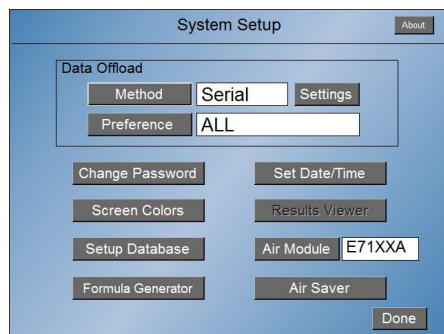 System Setup About
Data Offload
Method Serial Settings
Preference ALL
Change Password Set Date/Time
Screen Colors Results Viewer
Setup Database Air Module E71XXA
Formula Generator Air Saver
Done